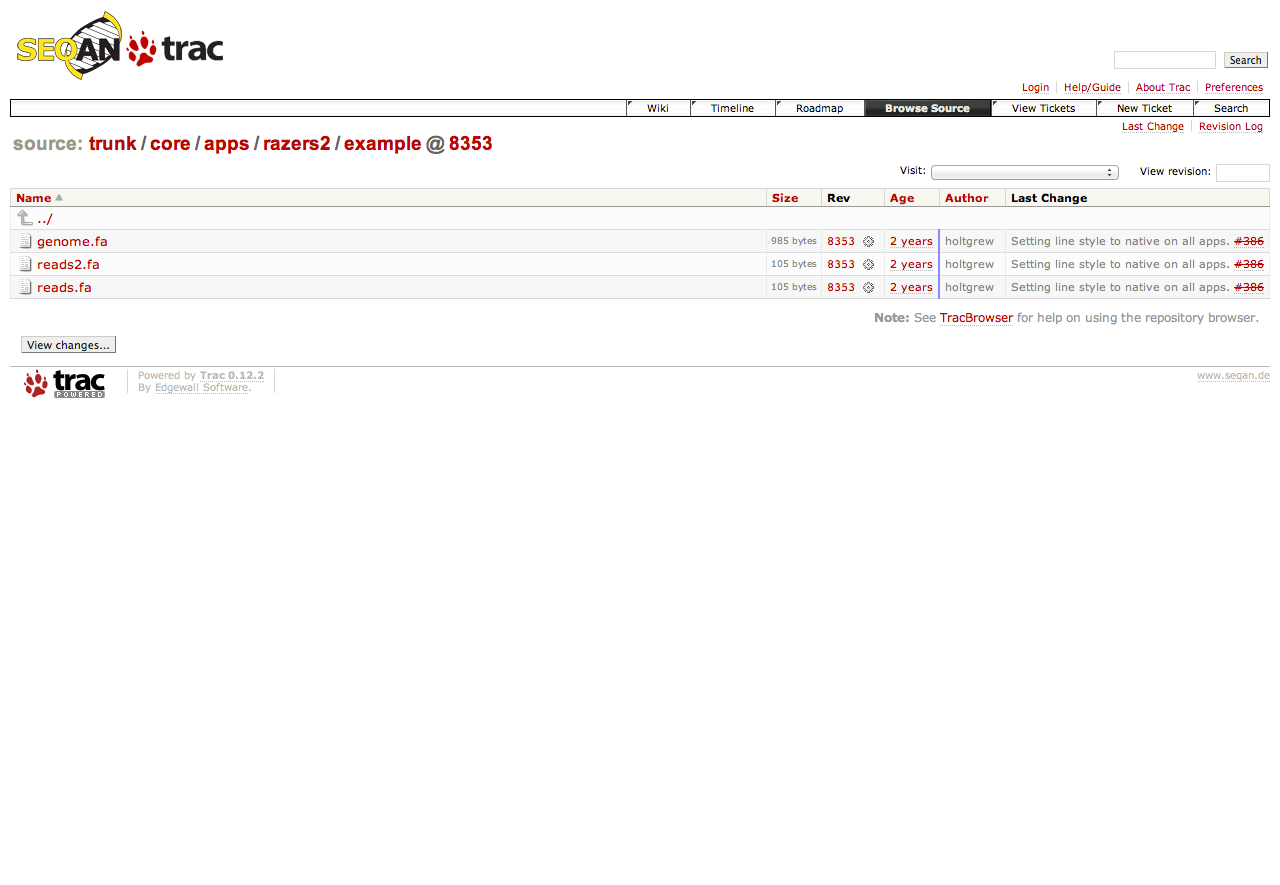 SEQAN trac
Search
Login Help/Guide About Trac Preferences
Wiki Timeline Roadmap Browse Source View Tickets New Ticket Search
Last Change Revision Log
source: trunk / core / apps / razers2 / example @ 8353
Visit: View revision:
Name Size Rev Age Author Last Change
../
genome.fa 985 bytes 8353 2 years holtgrew Setting line style to native on all apps. #386
reads2.fa 105 bytes 8353 2 years holtgrew Setting line style to native on all apps. #386
reads.fa 105 bytes 8353 2 years holtgrew Setting line style to native on all apps. #386
Note: See TracBrowser for help on using the repository browser.
View changes...
trac POWERED
Powered by Trac 0.12.2
By Edgewall Software.
www.seqan.de